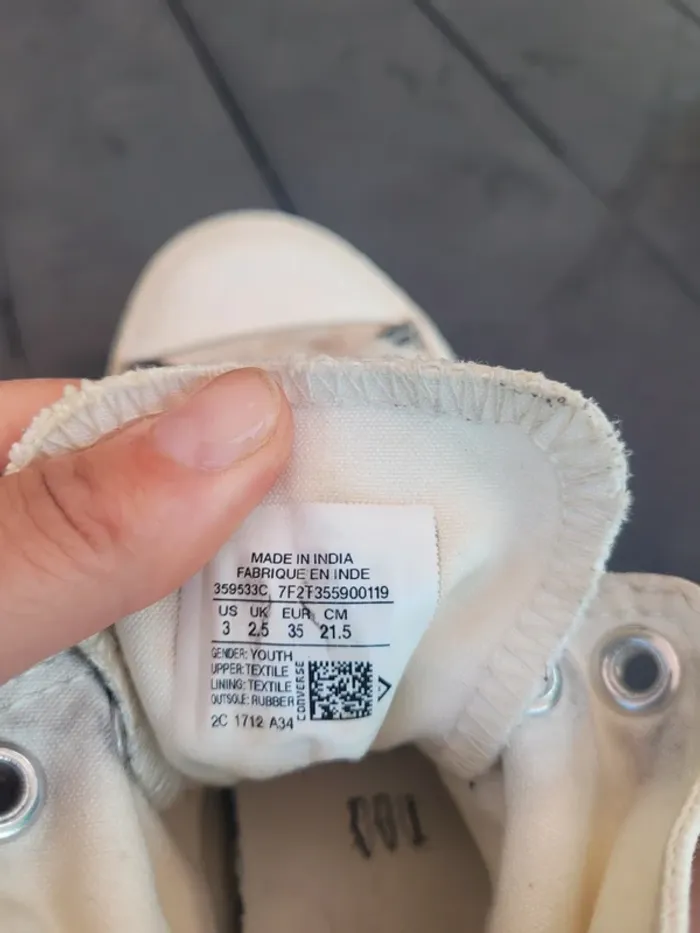 MADE IN INDIA
FABRIQUE EN INDE
359533C 7F2T355900119
US UK EUR CM
3 2.5 35 21.5
GENDER: YOUTH
UPPER: TEXTILE
LINING: TEXTILE
OUTSOLE: RUBBER
CONVERSE
2C 1712 A34